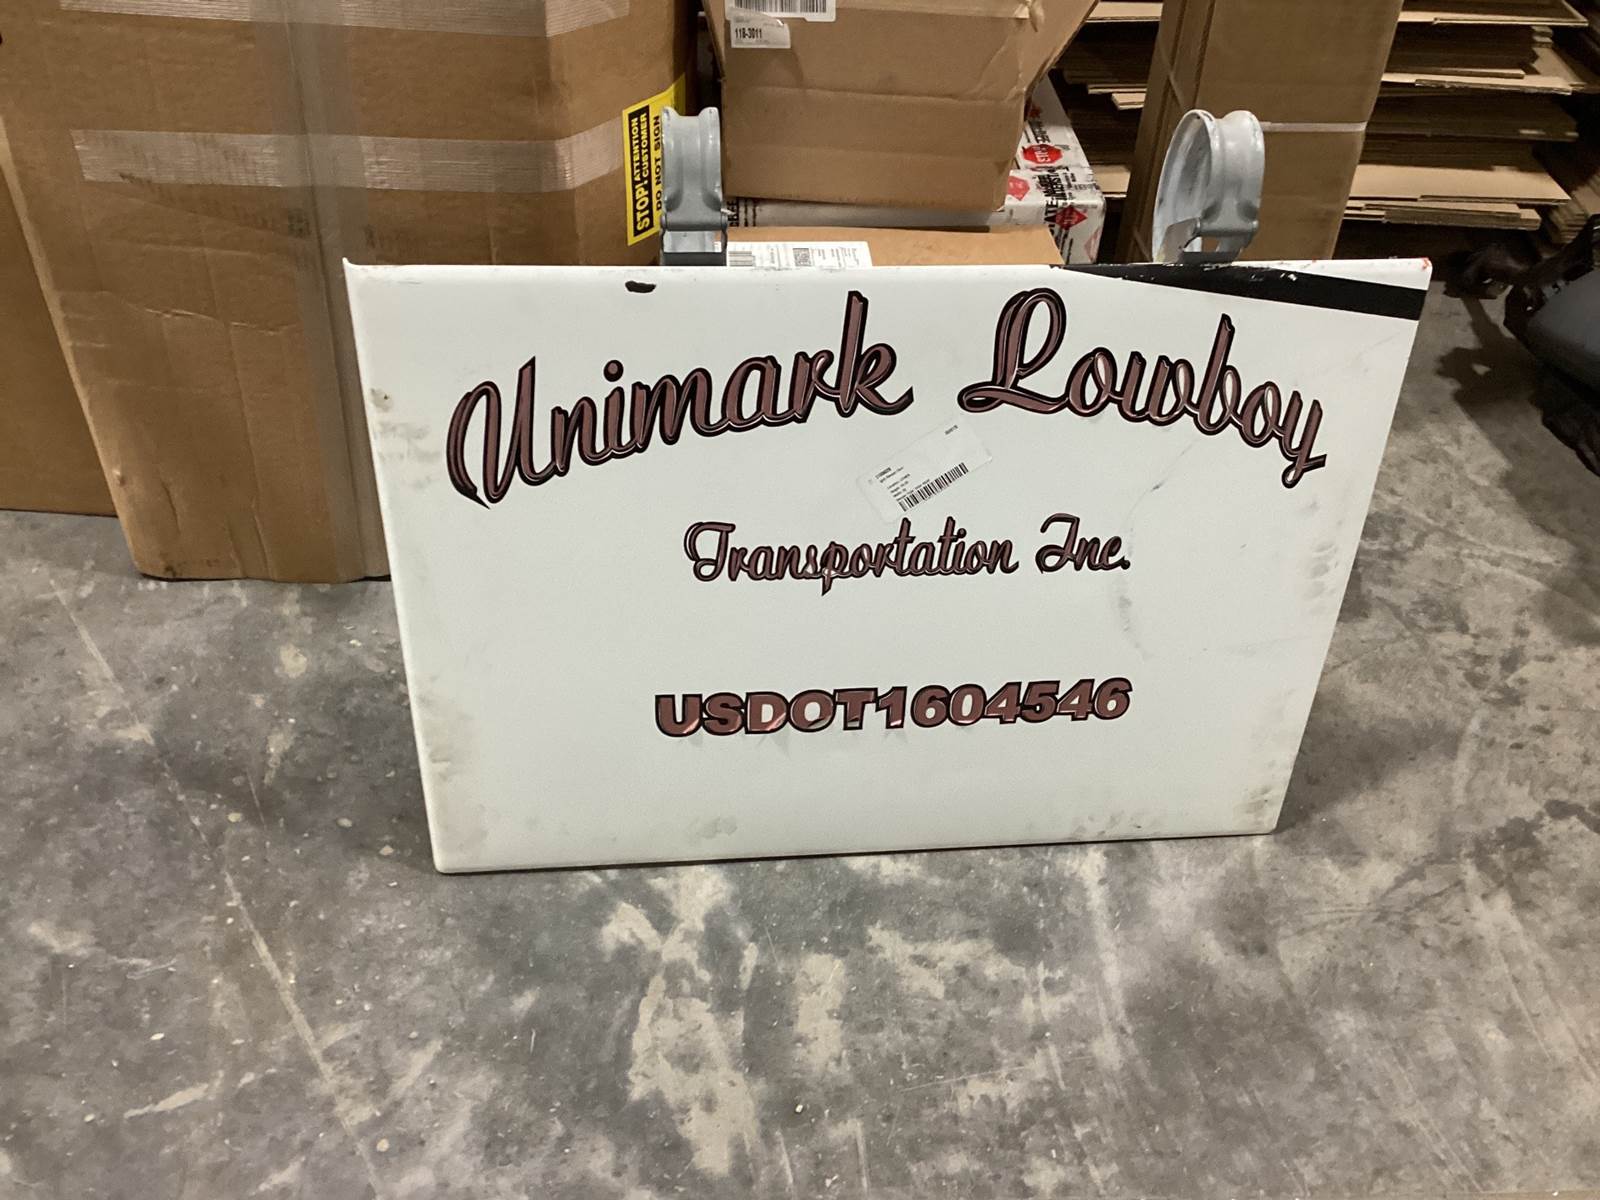 118-3011
STOP! ATTENTION CUSTOMER
DO NOT SIGN
Unimark Lowboy
Transportation Inc.
USDOT1604546